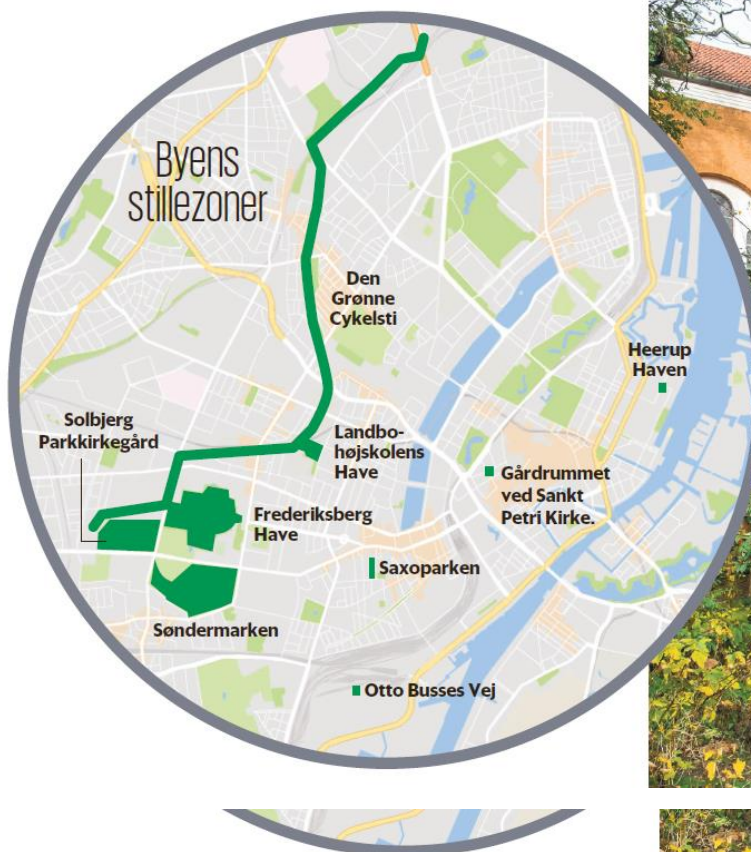 Byens
stillezoner
Den
Grønne
Cykelsti
Heerup
Haven
Solbjerg
Parkkirkegård
Landbo-
højskolens
Have
Gårdrummet
ved Sankt
Petri Kirke.
Frederiksberg
Have
Saxoparken
Søndermarken
Otto Busses Vej